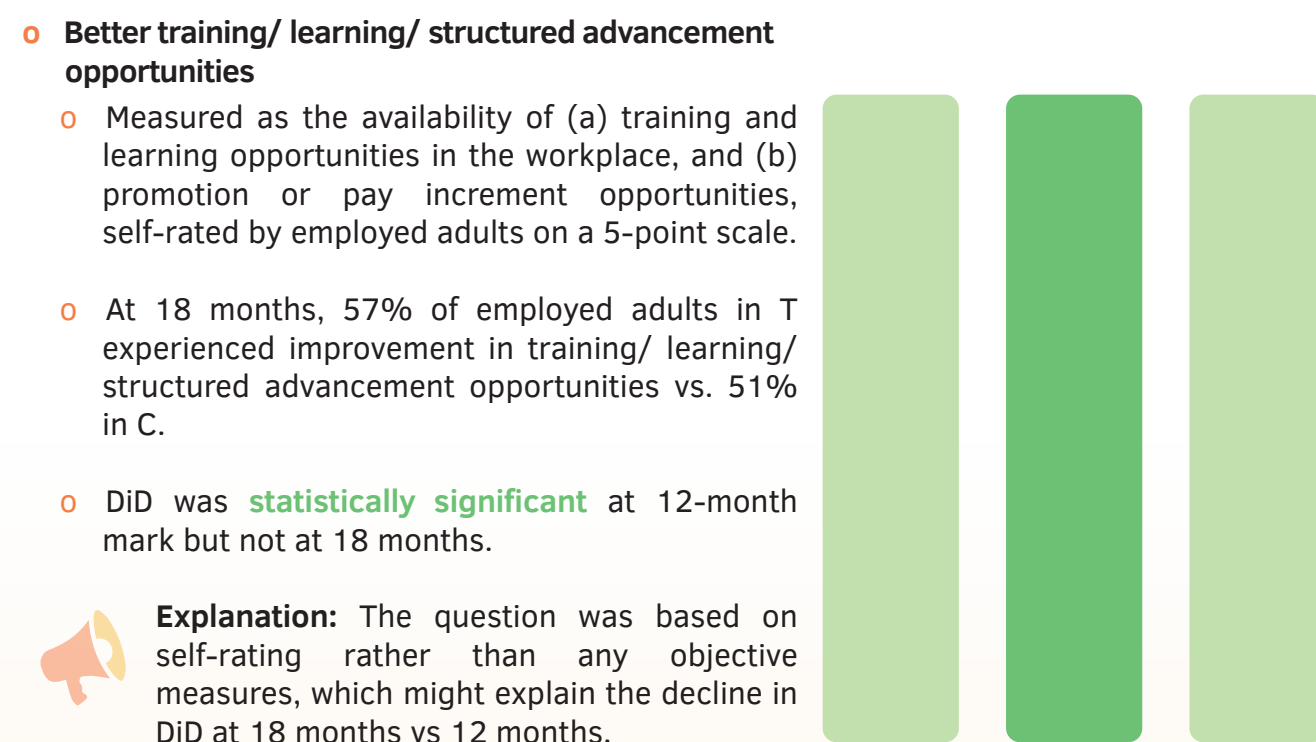 o Better training/ learning/ structured advancement
opportunities
o Measured as the availability of (a) training and
learning opportunities in the workplace, and (b)
promotion or pay increment opportunities,
self-rated by employed adults on a 5-point scale.
o At 18 months, 57% of employed adults in T
experienced improvement in training/ learning/
structured advancement opportunities vs. 51%
in C.
o DiD was statistically significant at 12-month
mark but not at 18 months.
Explanation: The question was based on
self-rating rather than any objective
measures, which might explain the decline in
DiD at 18 months vs 12 months.